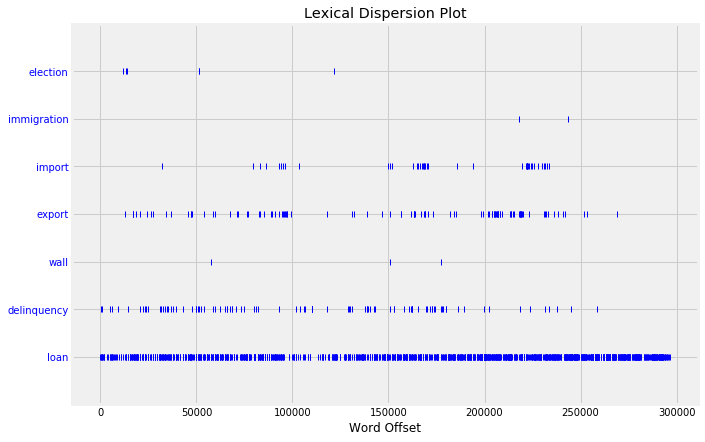 Lexical Dispersion Plot
election
immigration
import
export
wall
delinquency
loan
0 50000 100000 150000 200000 250000 300000
Word Offset